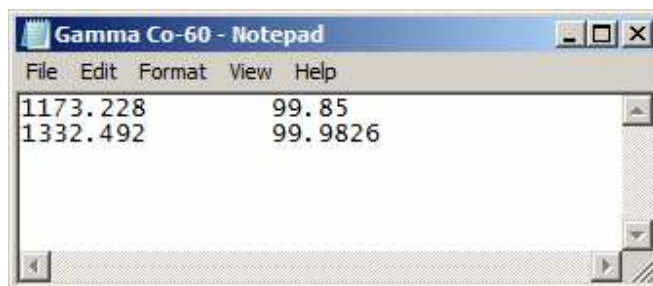 Gamma Co-60 - Notepad
File Edit Format View Help
1173.228 99.85
1332.492 99.9826